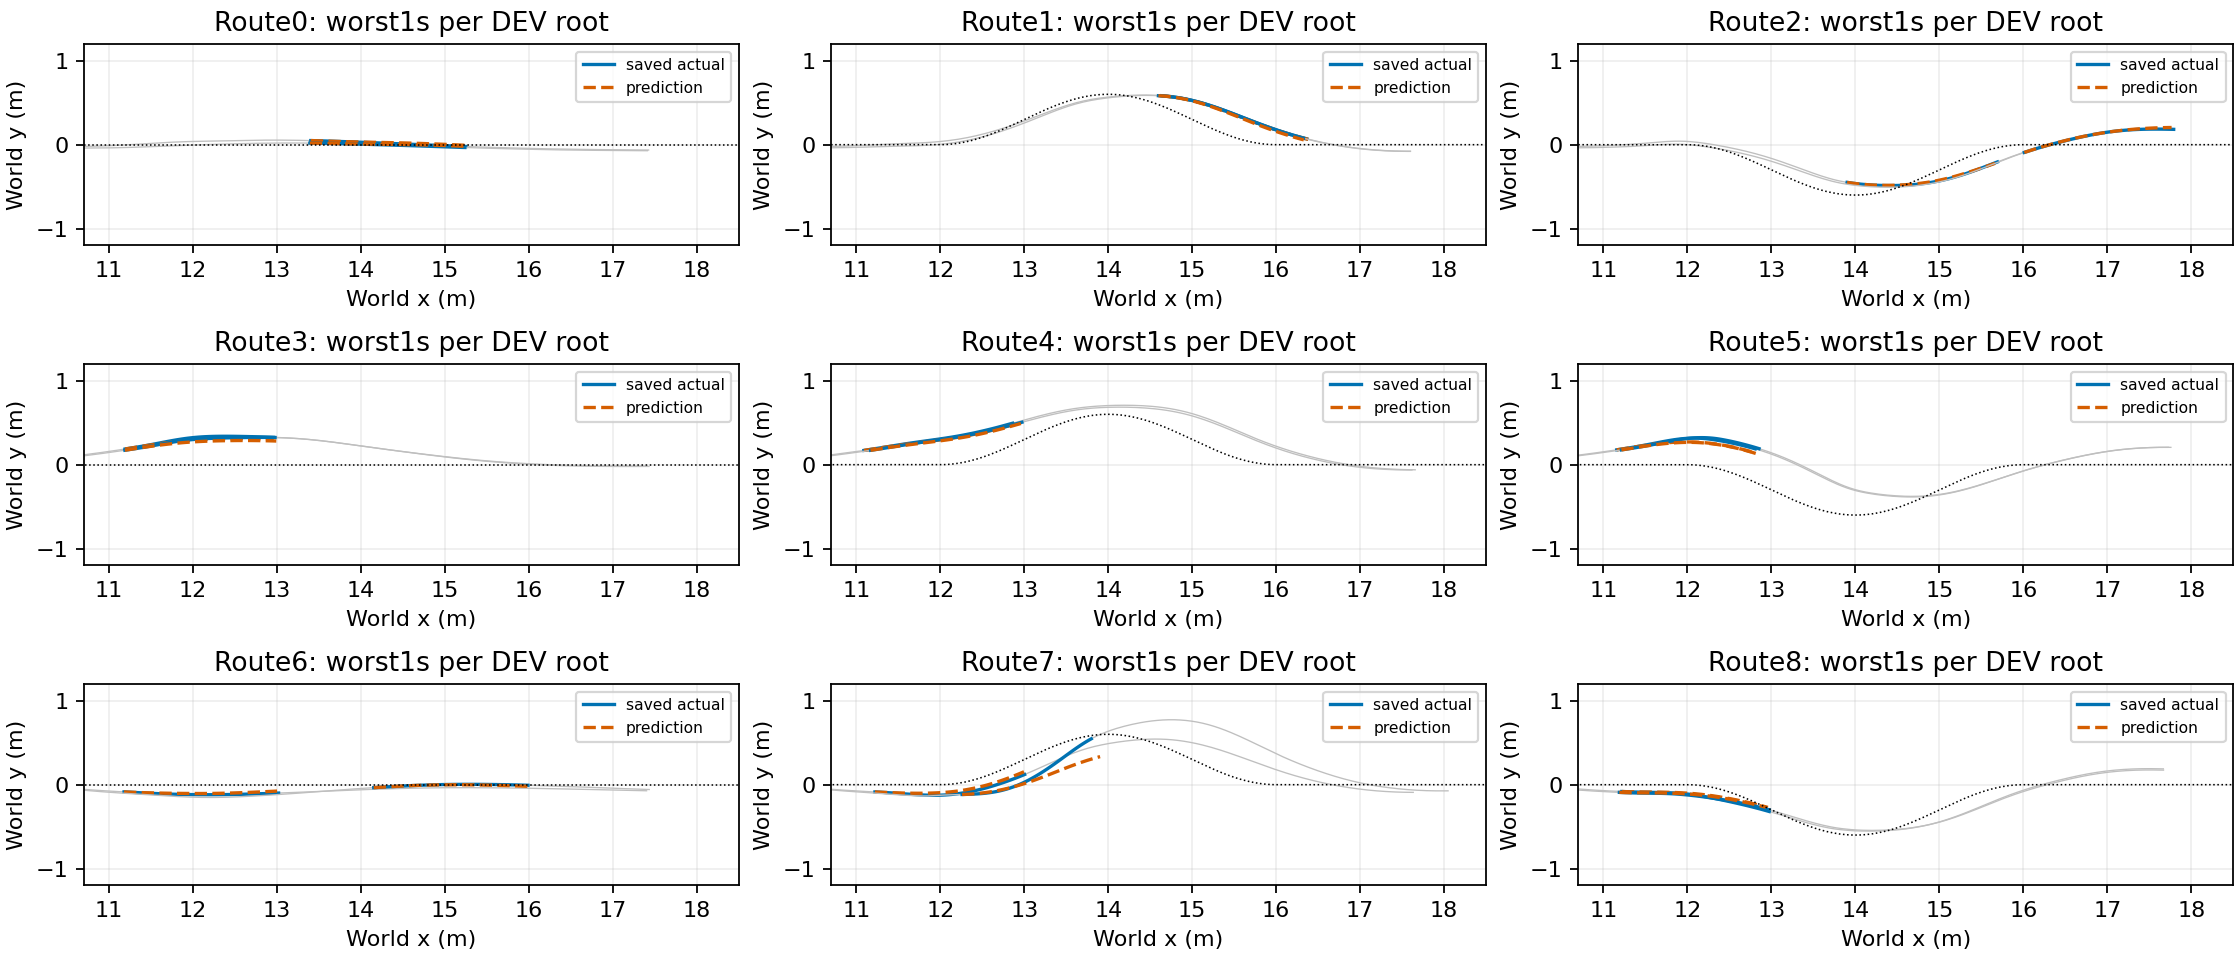 Route0: worst1s per DEV root
World y (m)
1
0
−1
saved actual
prediction
11 12 13 14 15 16 17 18
World x (m)
Route1: worst1s per DEV root
World y (m)
1
0
−1
saved actual
prediction
11 12 13 14 15 16 17 18
World x (m)
Route2: worst1s per DEV root
World y (m)
1
0
−1
saved actual
prediction
11 12 13 14 15 16 17 18
World x (m)
Route3: worst1s per DEV root
World y (m)
1
0
−1
saved actual
prediction
11 12 13 14 15 16 17 18
World x (m)
Route4: worst1s per DEV root
World y (m)
1
0
−1
saved actual
prediction
11 12 13 14 15 16 17 18
World x (m)
Route5: worst1s per DEV root
World y (m)
1
0
−1
saved actual
prediction
11 12 13 14 15 16 17 18
World x (m)
Route6: worst1s per DEV root
World y (m)
1
0
−1
saved actual
prediction
11 12 13 14 15 16 17 18
World x (m)
Route7: worst1s per DEV root
World y (m)
1
0
−1
saved actual
prediction
11 12 13 14 15 16 17 18
World x (m)
Route8: worst1s per DEV root
World y (m)
1
0
−1
saved actual
prediction
11 12 13 14 15 16 17 18
World x (m)